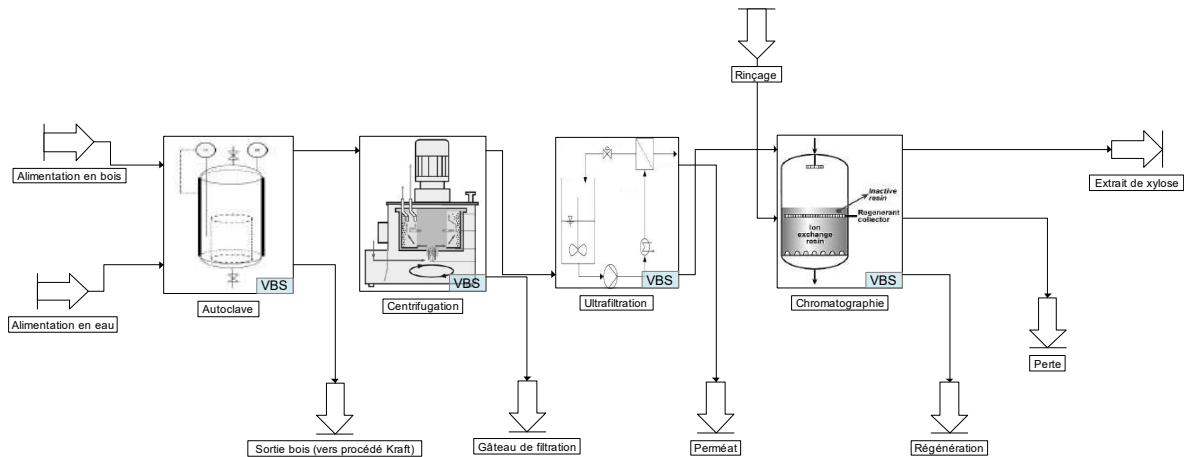 Rinçage
Alimentation en bois
Extrait de xylose
Inactive
resin
Regenerant
collector
Ion
exchange
resin
VBS
VBS
VBS
VBS
Autoclave
Centrifugation
Ultrafiltration
Chromatographie
Alimentation en eau
Perte
Sortie bois (vers procédé Kraft)
Gâteau de filtration
Perméat
Régénération